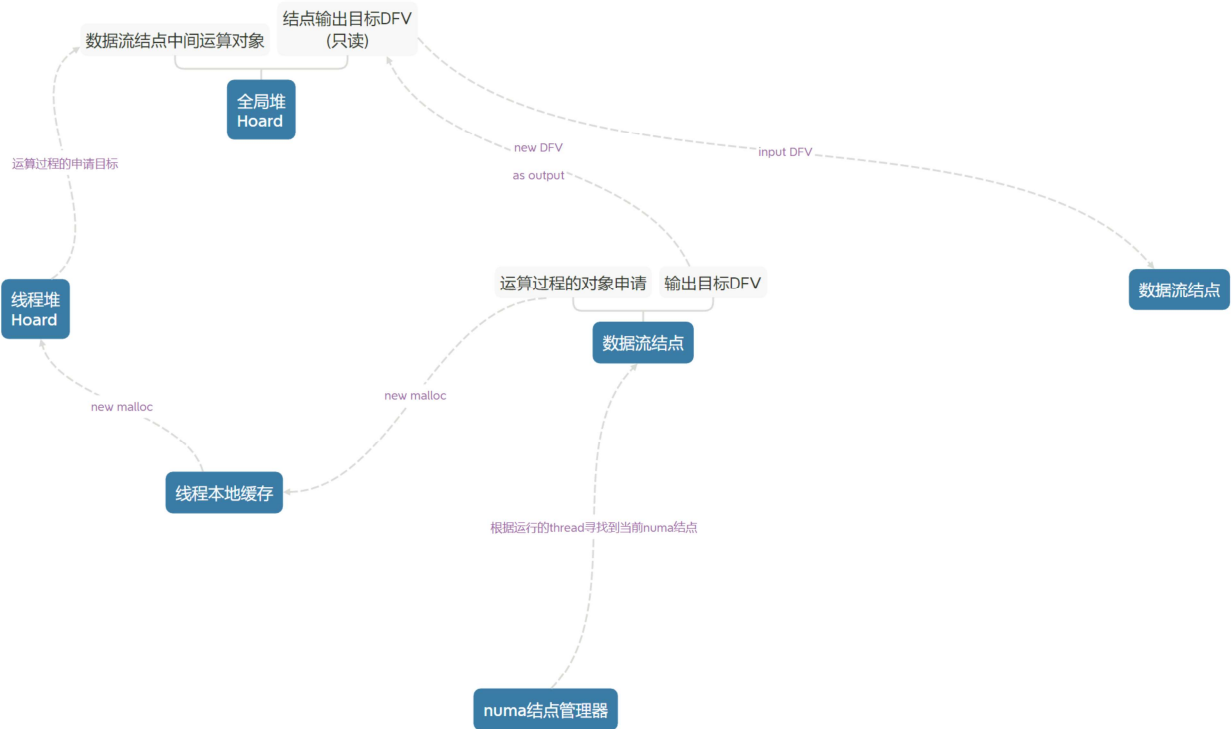 结点输出目标DFV
(只读)
数据流结点中间运算对象
全局堆
Hoard
new DFV
as output
input DFV
运算过程的申请目标
运算过程的对象申请
输出目标DFV
数据流结点
线程堆
Hoard
数据流结点
new malloc
new malloc
线程本地缓存
根据运行的thread寻找到当前numa结点
numa结点管理器